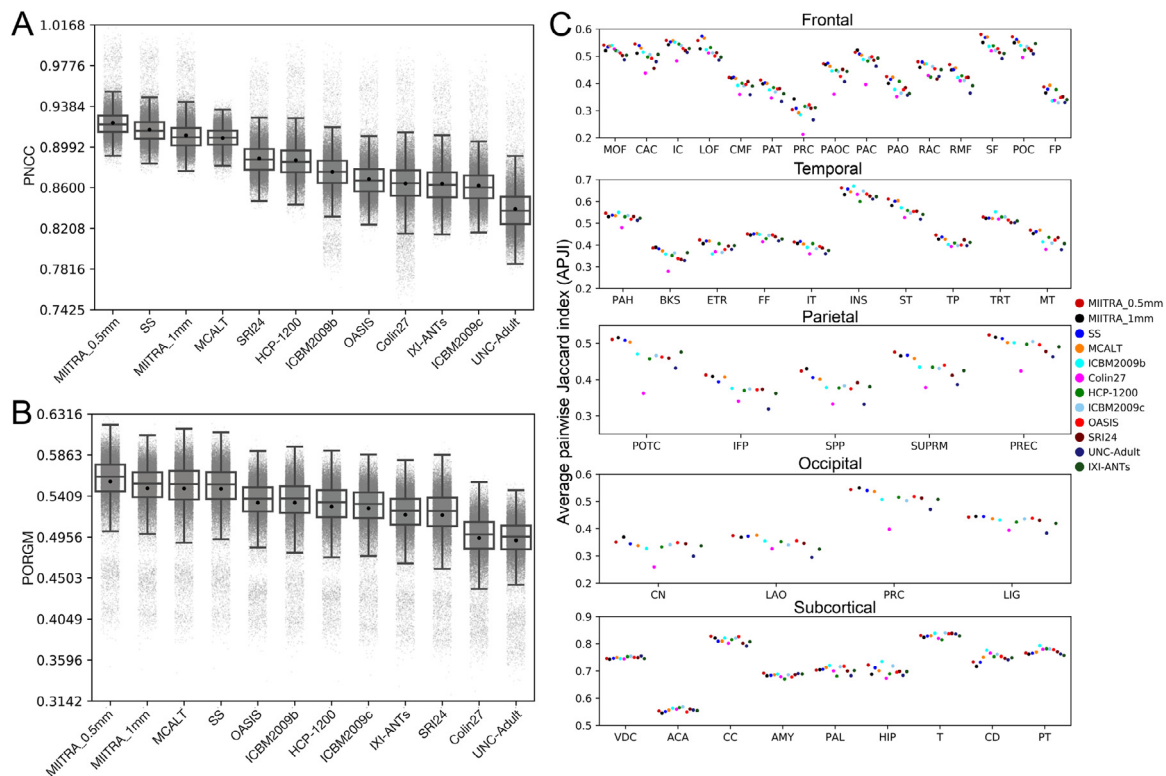 A
PNCC
1.0168
0.9776
0.9384
0.8992
0.8600
0.8208
0.7816
0.7425
MIITRA_0.5mm
SS
MIITRA_1mm
MCALT
SRI24
HCP-1200
ICBM2009b
OASIS
Colin27
IXI-ANTs
ICBM2009c
UNC-Adult
B
PORGM
0.6316
0.5863
0.5409
0.4956
0.4503
0.4049
0.3596
0.3142
MIITRA_0.5mm
MIITRA_1mm
MCALT
SS
OASIS
ICBM2009b
HCP-1200
ICBM2009c
IXI-ANTs
SRI24
Colin27
UNC-Adult
C
Average pairwise Jaccard index (APJI)
Frontal
0.6
0.5
0.4
0.3
0.2
MOF CAC IC LOF CMF PAT PRC PAOC PAC PAO RAC RMF SF POC FP
Temporal
0.7
0.6
0.5
0.4
0.3
0.2
PAH BKS ETR FF IT INS ST TP TRT MT
Parietal
0.5
0.4
0.3
POTC IFP SPP SUPRM PREC
Occipital
0.6
0.5
0.4
0.3
0.2
CN LAO PRC LIG
Subcortical
0.9
0.8
0.7
0.6
0.5
VDC ACA CC AMY PAL HIP T CD PT
MIITRA_0.5mm
MIITRA_1mm
SS
MCALT
ICBM2009b
Colin27
HCP-1200
ICBM2009c
OASIS
SRI24
UNC-Adult
IXI-ANTs